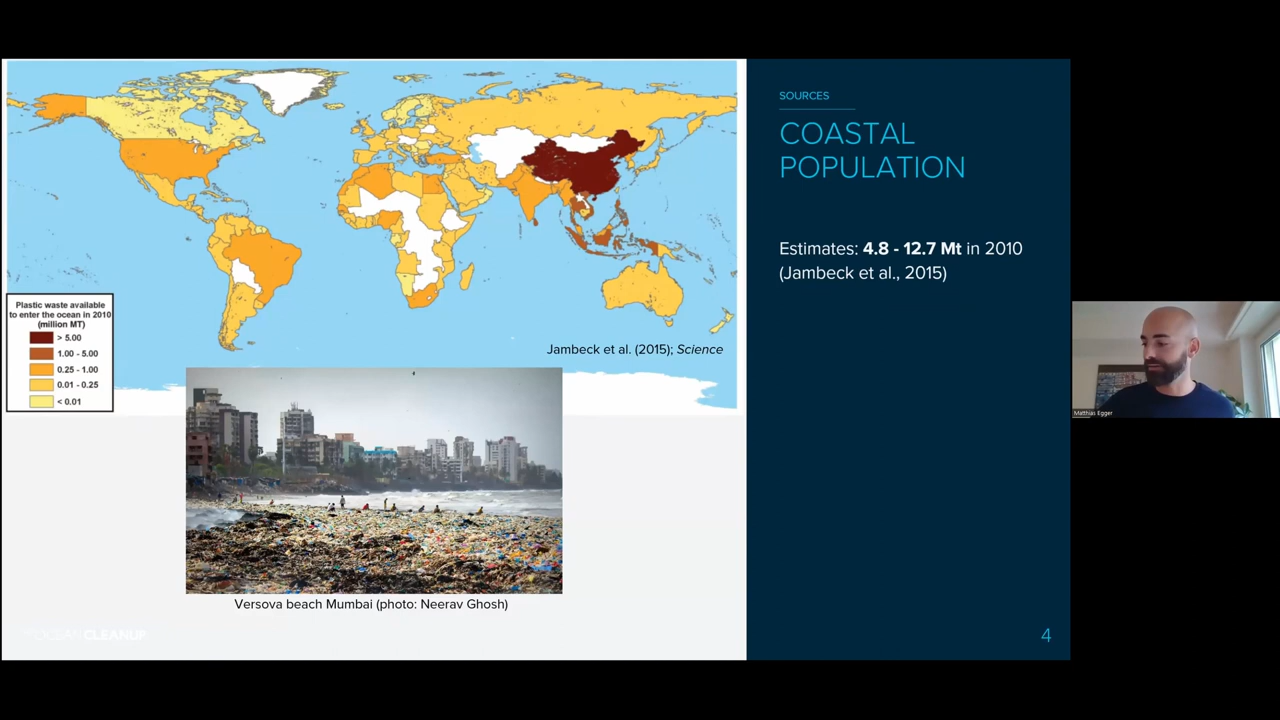 SOURCES
COASTAL
POPULATION
Estimates: 4.8 - 12.7 Mt in 2010
(Jambeck et al., 2015)
Plastic waste available
to enter the ocean in 2010
(million MT)
> 5.00
1.00 - 5.00
0.25 - 1.00
0.01 - 0.25
< 0.01
Jambeck et al. (2015); Science
Versova beach Mumbai (photo: Neerav Ghosh)
OCEAN CLEANUP
4
Matthias Egger